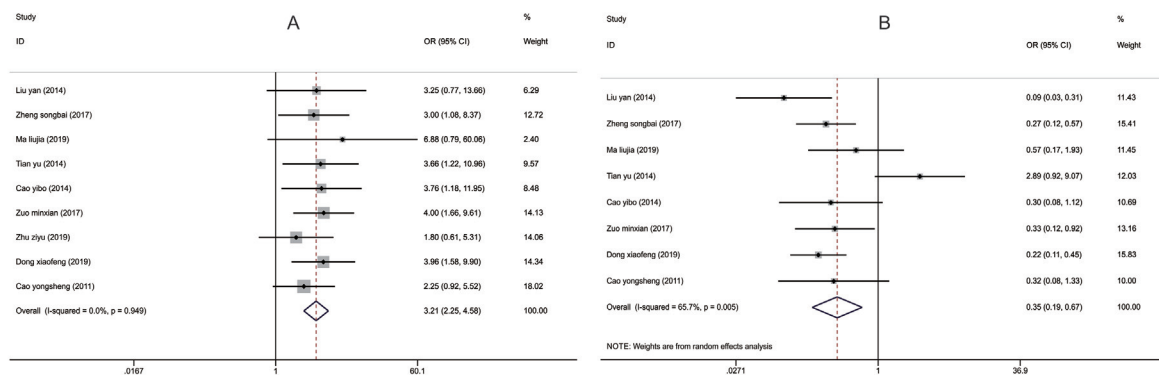 A
Study %
ID OR (95% CI) Weight
Liu yan (2014) 3.25 (0.77, 13.66) 6.29
Zheng songbai (2017) 3.00 (1.08, 8.37) 12.72
Ma liujia (2019) 6.88 (0.79, 60.06) 2.40
Tian yu (2014) 3.66 (1.22, 10.96) 9.57
Cao yibo (2014) 3.76 (1.18, 11.95) 8.48
Zuo minxian (2017) 4.00 (1.66, 9.61) 14.13
Zhu ziyu (2019) 1.80 (0.61, 5.31) 14.06
Dong xiaofeng (2019) 3.96 (1.58, 9.90) 14.34
Cao yongsheng (2011) 2.25 (0.92, 5.52) 18.02
Overall (I-squared = 0.0%, p = 0.949) 3.21 (2.25, 4.58) 100.00
.0167 1 60.1
B
Study %
ID OR (95% CI) Weight
Liu yan (2014) 0.09 (0.03, 0.31) 11.43
Zheng songbai (2017) 0.27 (0.12, 0.57) 15.41
Ma liujia (2019) 0.57 (0.17, 1.93) 11.45
Tian yu (2014) 2.89 (0.92, 9.07) 12.03
Cao yibo (2014) 0.30 (0.08, 1.12) 10.69
Zuo minxian (2017) 0.33 (0.12, 0.92) 13.16
Dong xiaofeng (2019) 0.22 (0.11, 0.45) 15.83
Cao yongsheng (2011) 0.32 (0.08, 1.33) 10.00
Overall (I-squared = 65.7%, p = 0.005) 0.35 (0.19, 0.67) 100.00
NOTE: Weights are from random effects analysis
.0271 1 36.9